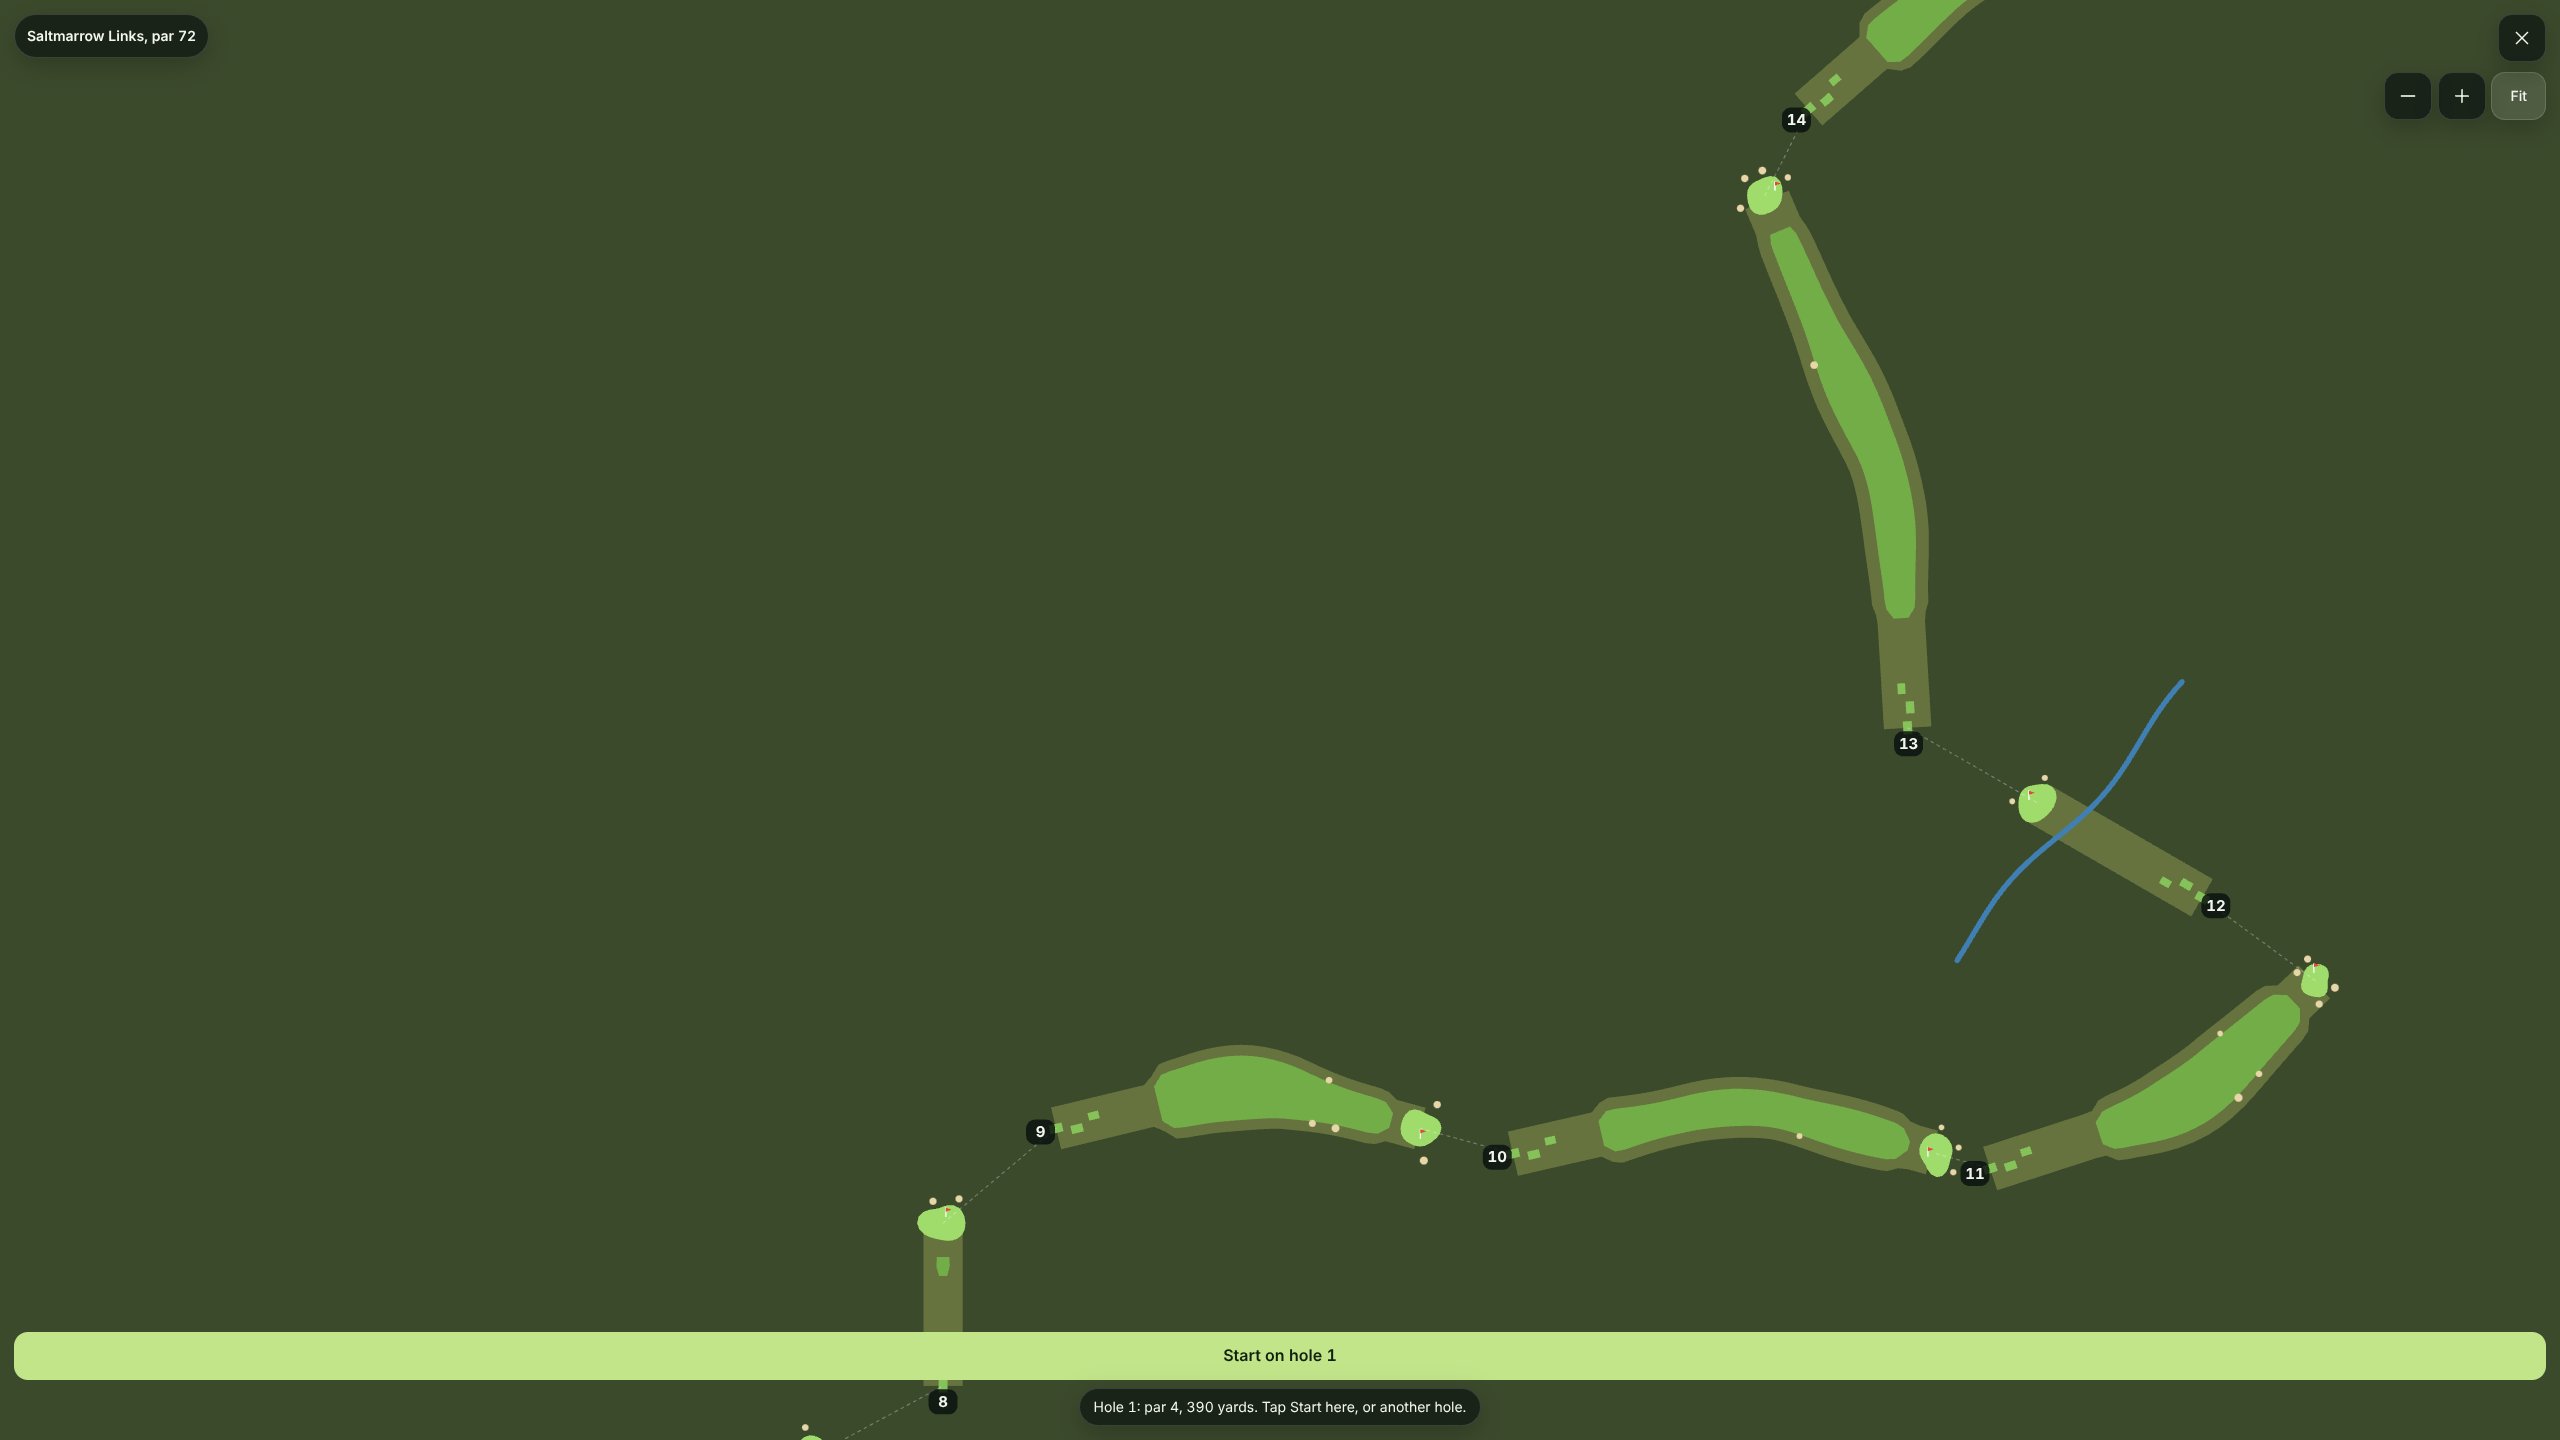 Saltmarrow Links, par 72
Fit
14
13
12
9
10
11
Start on hole 1
8
Hole 1: par 4, 390 yards. Tap Start here, or another hole.